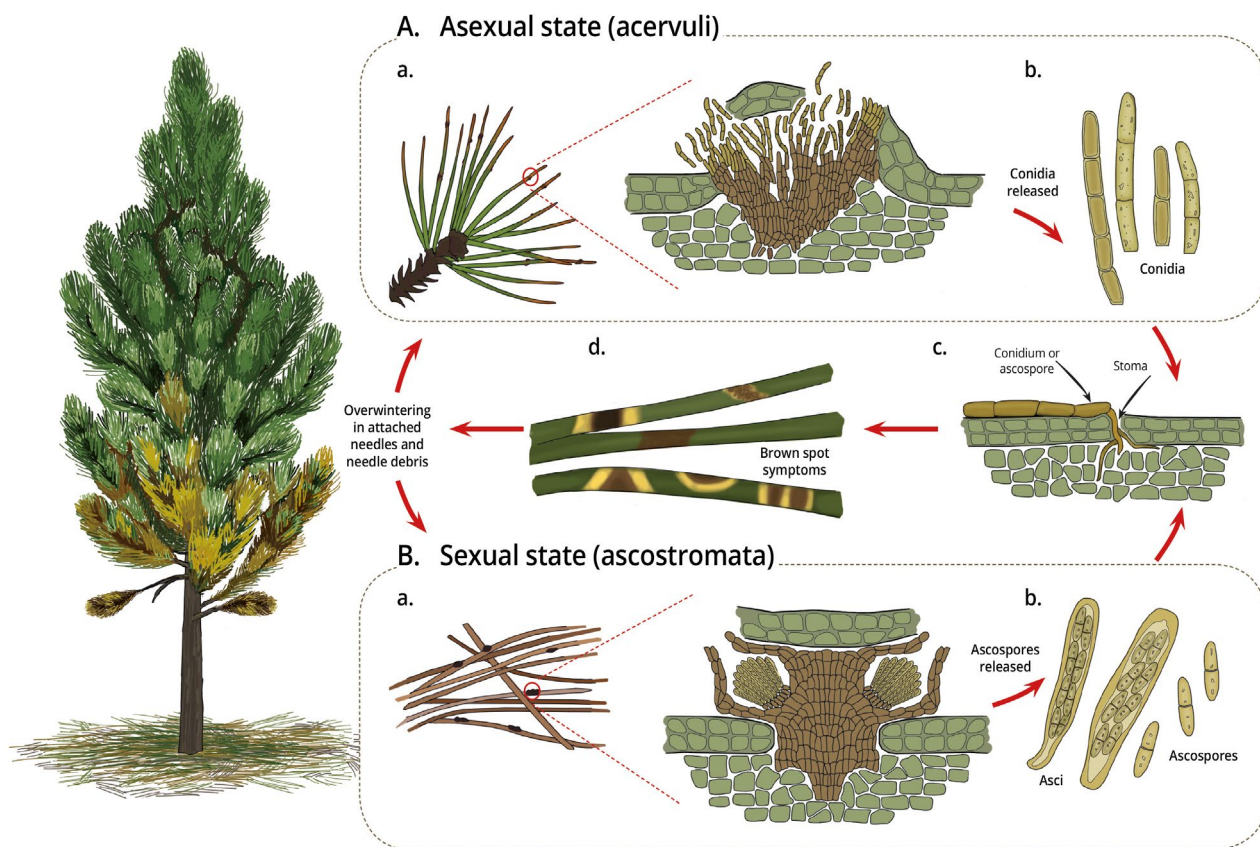 A. Asexual state (acervuli)
a.
b.
Conidia
released
Conidia
c.
Conidium or
ascospore
Stoma
d.
Brown spot
symptoms
Overwintering
in attached
needles and
needle debris
B. Sexual state (ascostromata)
a.
b.
Ascospores
released
Asci
Ascospores